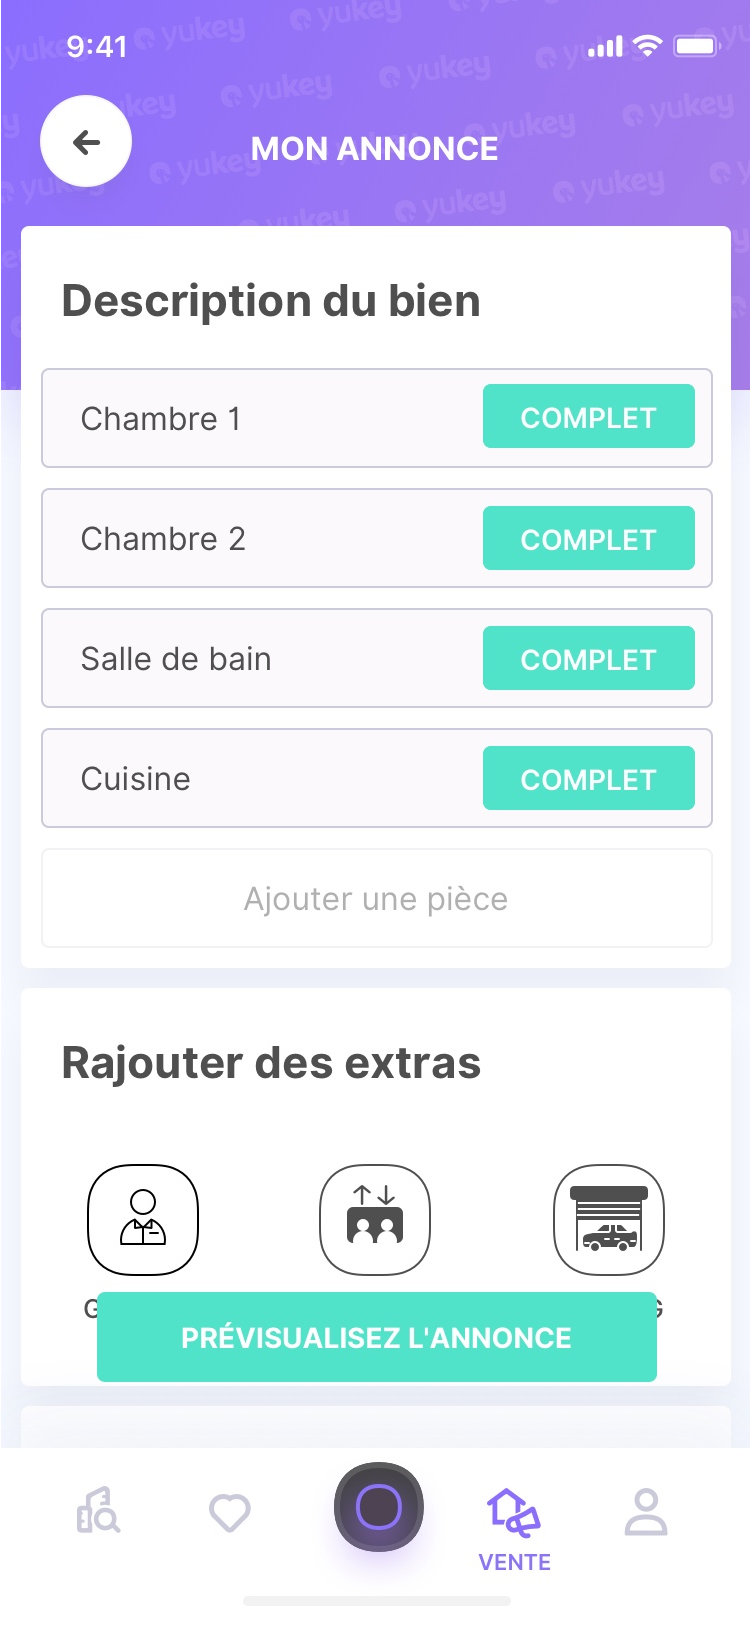 9:41
MON ANNONCE
Description du bien
Chambre 1
COMPLET
Chambre 2
COMPLET
Salle de bain
COMPLET
Cuisine
COMPLET
Ajouter une pièce
Rajouter des extras
PRÉVISUALISEZ L'ANNONCE
VENTE
yukey